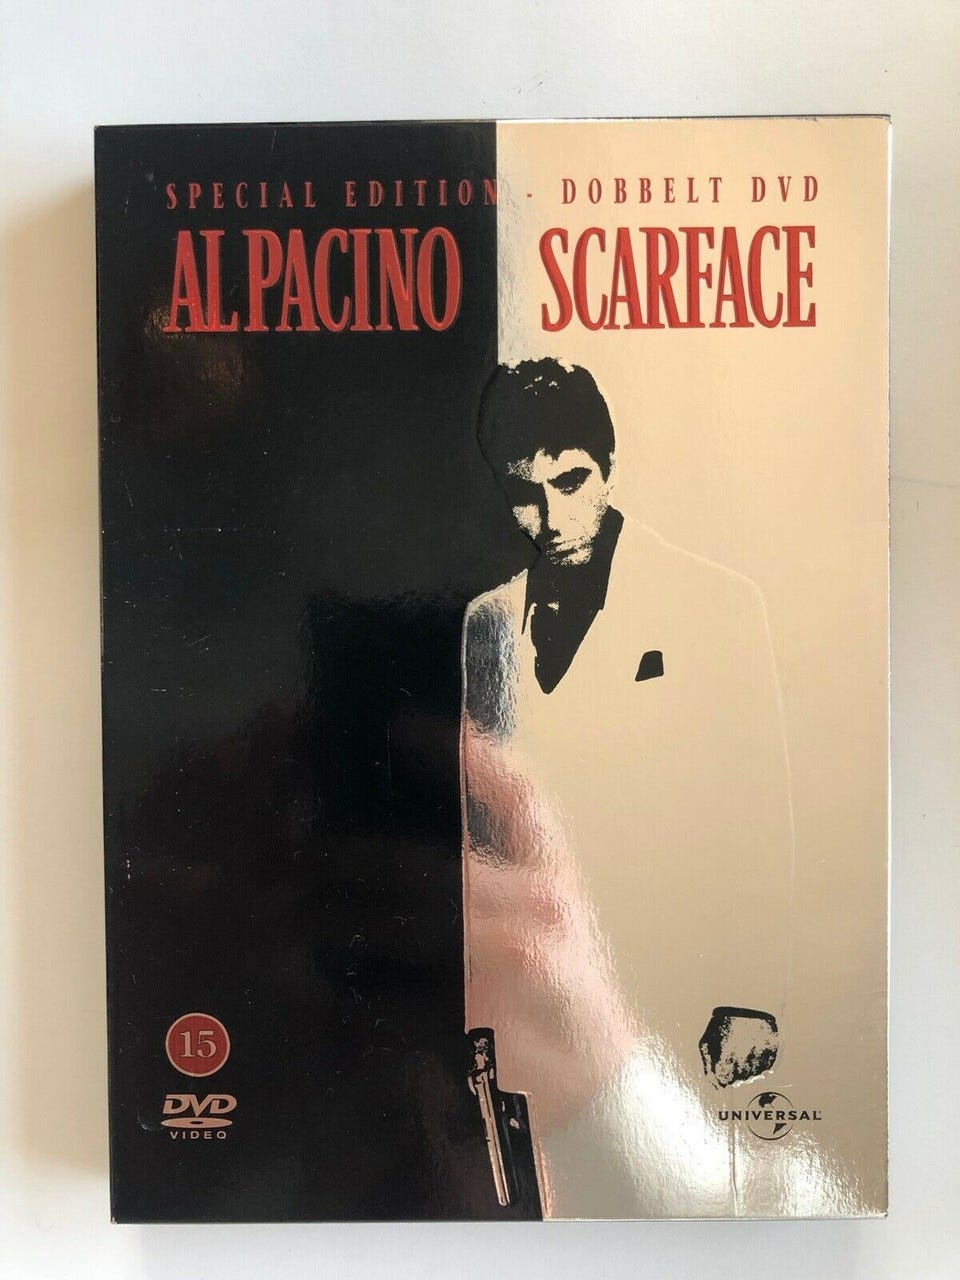 SPECIAL EDITION - DOBBELT DVD
AL PACINO SCARFACE
15
DVD
VIDEO
UNIVERSAL